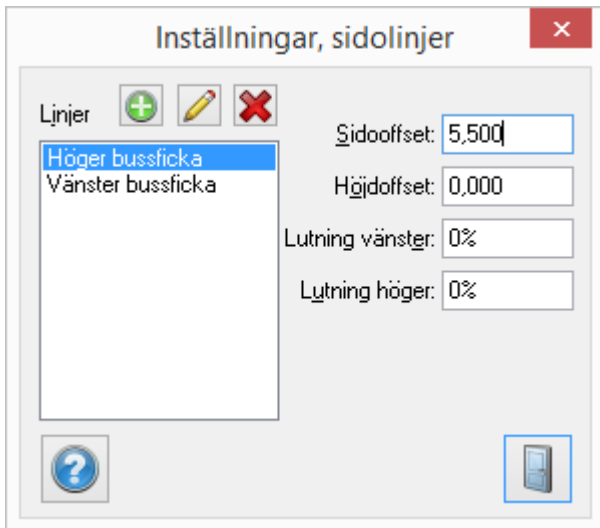 Inställningar, sidolinjer
Linjer
Höger bussficka
Vänster bussficka
Sidooffset: 5,500
Höjdoffset: 0,000
Lutning vänster: 0%
Lutning höger: 0%